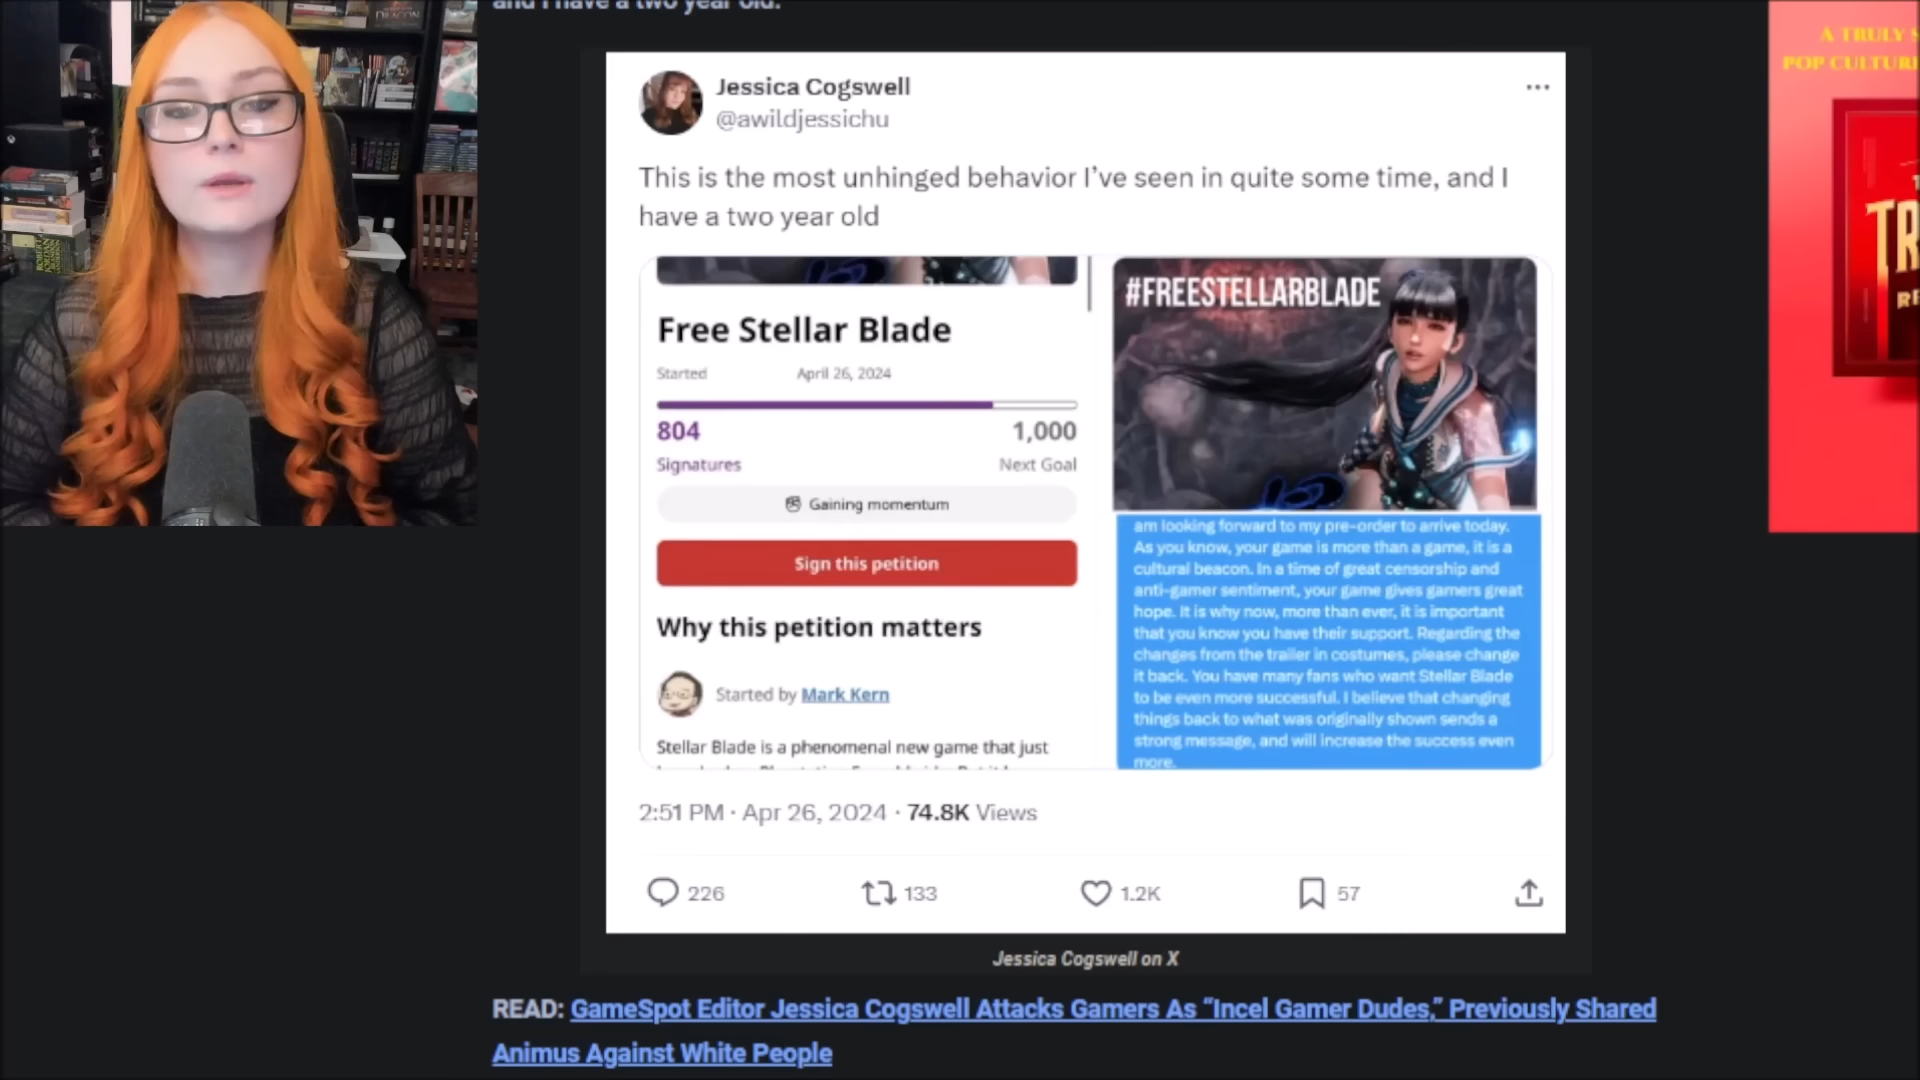 and I have a two year old.
Jessica Cogswell
@awildjessichu
This is the most unhinged behavior I've seen in quite some time, and I
have a two year old
Free Stellar Blade
Started April 26, 2024
804 1,000
Signatures Next Goal
Gaining momentum
Sign this petition
Why this petition matters
Started by Mark Kern
Stellar Blade is a phenomenal new game that just
#FREESTELLARBLADE
am looking forward to my pre-order to arrive today.
As you know, your game is more than a game, it is a
cultural beacon. In a time of great censorship and
anti-gamer sentiment, your game gives gamers great
hope. It is why now, more than ever, it is important
that you know you have their support. Regarding the
changes from the trailer in costumes, please change
it back. You have many fans who want Stellar Blade
to be even more successful. I believe that changing
things back to what was originally shown sends a
strong message, and will increase the success even
more.
2:51 PM · Apr 26, 2024 · 74.8K Views
226 133 1.2K 57
Jessica Cogswell on X
READ: GameSpot Editor Jessica Cogswell Attacks Gamers As “Incel Gamer Dudes,” Previously Shared
Animus Against White People
A TRULY
POP CULTUR
TR
DRAGON
ROBERT
JORDAN